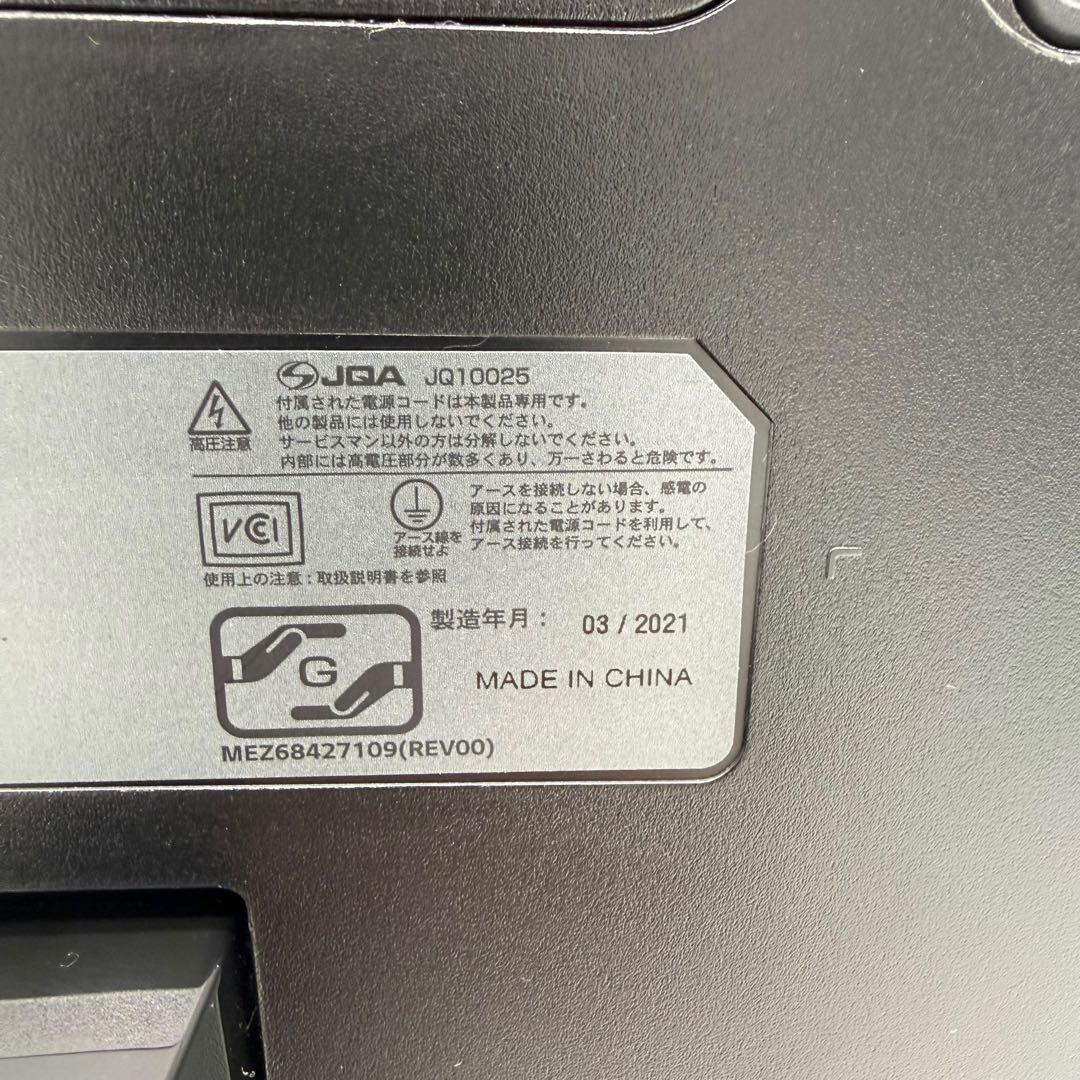 JQA JQ10025
付属された電源コードは本製品専用です。
他の製品には使用しないでください。
サービスマン以外の方は分解しないでください。
内部には高電圧部分が数多くあり、万一さわると危険です。
高圧注意
アースを接続しない場合、感電の
原因になることがあります。
付属された電源コードを利用して、
アース接続を行ってください。
アース線を
接続せよ
VCI
使用上の注意:取扱説明書を参照
製造年月: 03 / 2021
MADE IN CHINA
G
MEZ68427109(REV00)